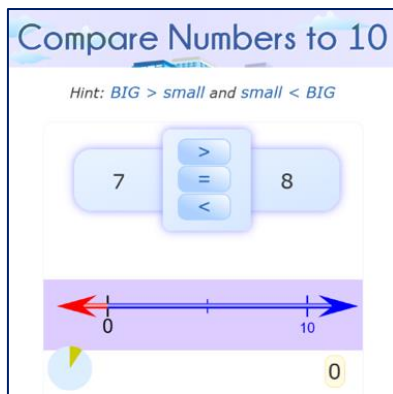 Compare Numbers to 10
Hint: BIG > small and small < BIG
>
7 = 8
<
0 10
0